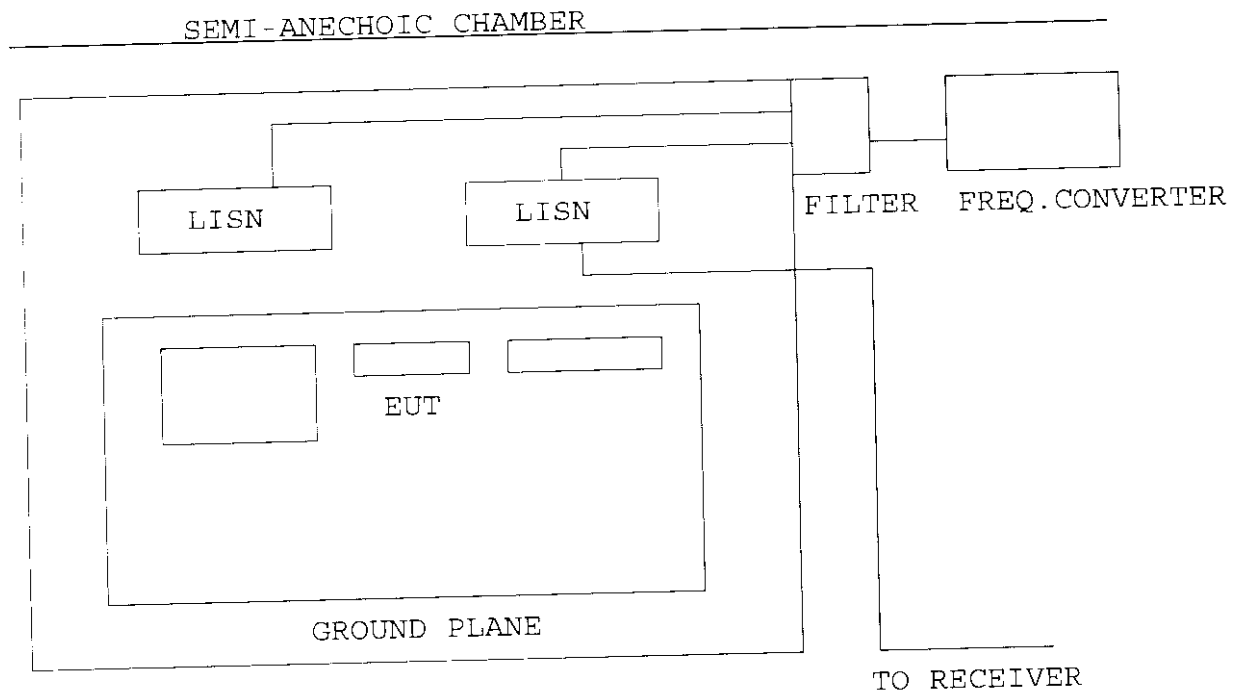 SEMI-ANECHOIC CHAMBER
LISN
LISN
FILTER
FREQ.CONVERTER
EUT
GROUND PLANE
TO RECEIVER